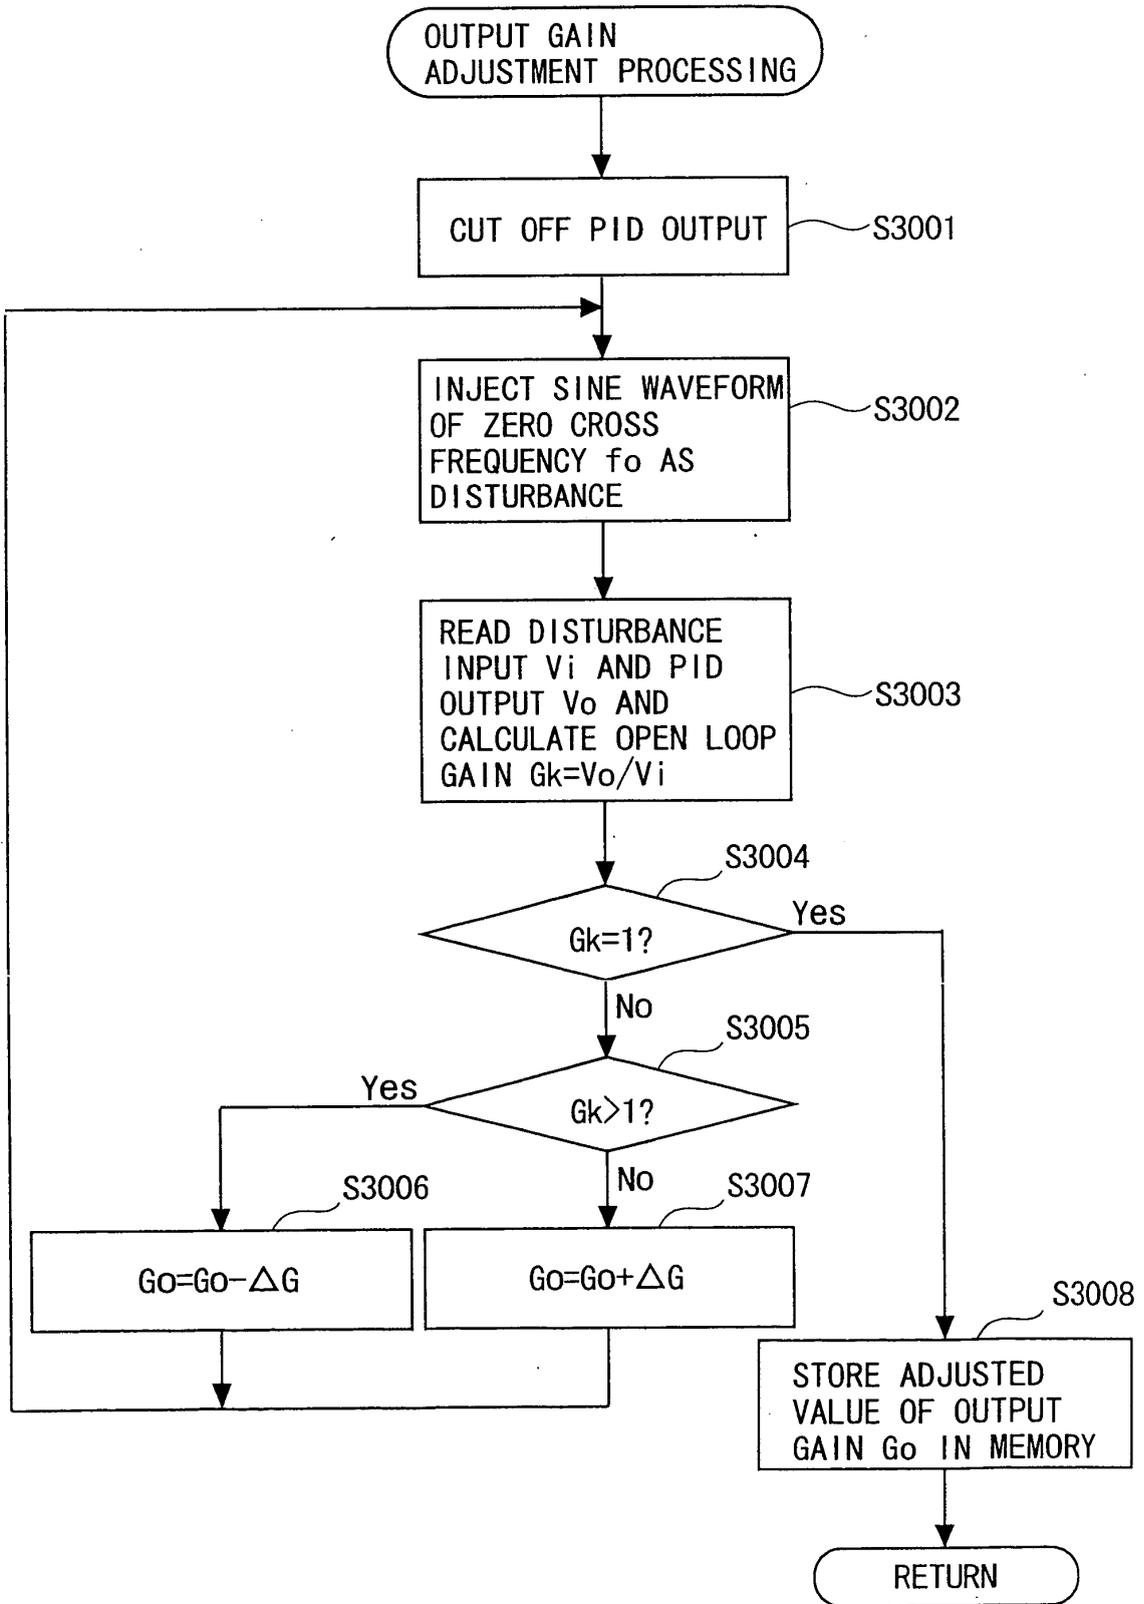 OUTPUT GAIN
ADJUSTMENT PROCESSING
CUT OFF PID OUTPUT
S3001
INJECT SINE WAVEFORM
OF ZERO CROSS
FREQUENCY fo AS
DISTURBANCE
S3002
READ DISTURBANCE
INPUT Vi AND PID
OUTPUT Vo AND
CALCULATE OPEN LOOP
GAIN Gk=Vo/Vi
S3003
S3004
Gk=1?
Yes
No
S3005
Gk>1?
Yes
No
S3006
Go=Go-△G
S3007
Go=Go+△G
S3008
STORE ADJUSTED
VALUE OF OUTPUT
GAIN Go IN MEMORY
RETURN